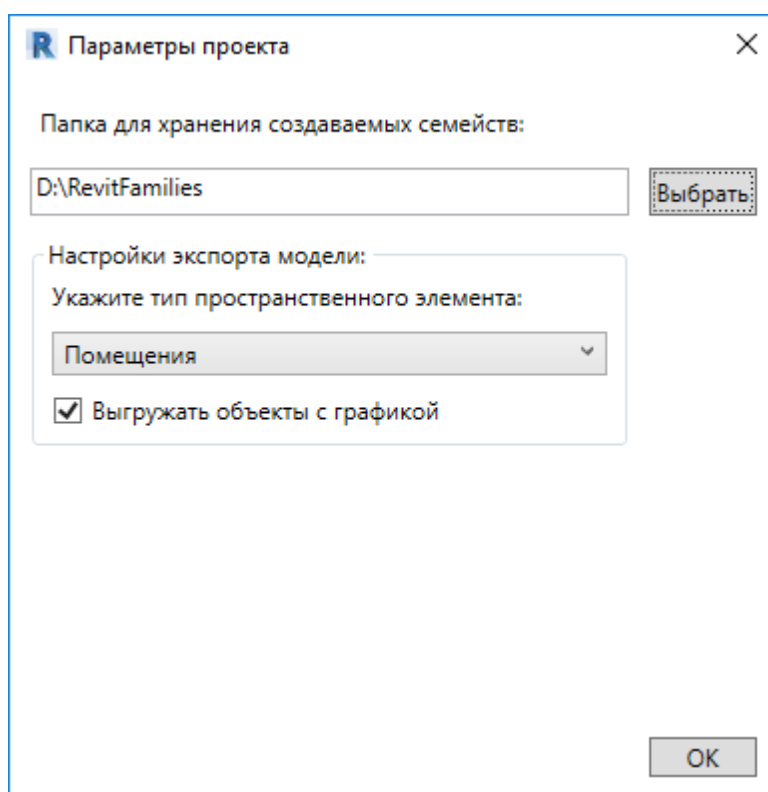 Параметры проекта
Папка для хранения создаваемых семейств:
D:\RevitFamilies
Выбрать
Настройки экспорта модели:
Укажите тип пространственного элемента:
Помещения
Выгружать объекты с графикой
ОК